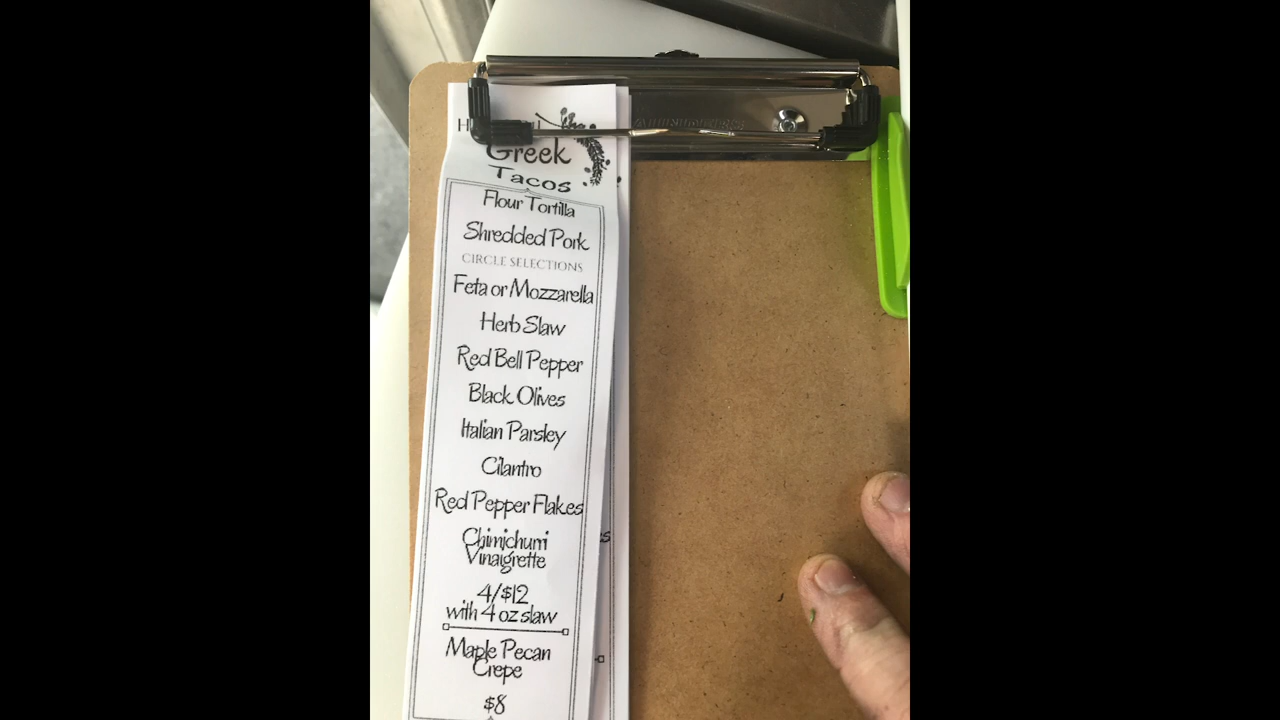 Greek
Tacos
Flour Tortilla
Shredded Pork
CIRCLE SELECTIONS
Feta or Mozzarella
Herb Slaw
Red Bell Pepper
Black Olives
Italian Parsley
Cilantro
Red Pepper Flakes
Chimichurri
Vinaigrette
4/$12
with 4 oz slaw
Maple Pecan
Crepe
$8